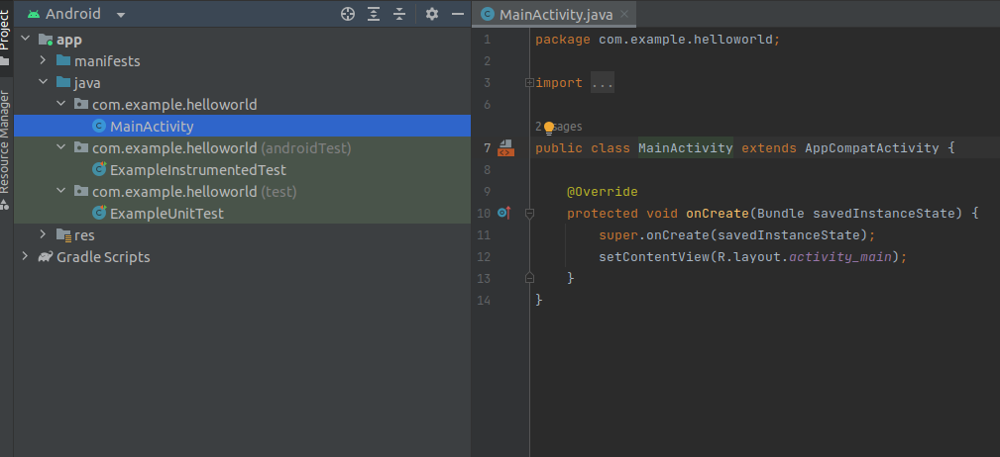 Project
Resource Manager
Android
app
manifests
java
com.example.helloworld
MainActivity
com.example.helloworld (androidTest)
ExampleInstrumentedTest
com.example.helloworld (test)
ExampleUnitTest
res
Gradle Scripts
MainActivity.java
1 package com.example.helloworld;
2
3 import ...
6
2 sages
7 public class MainActivity extends AppCompatActivity {
8
9 @Override
10 protected void onCreate(Bundle savedInstanceState) {
11 super.onCreate(savedInstanceState);
12 setContentView(R.layout.activity_main);
13 }
14 }